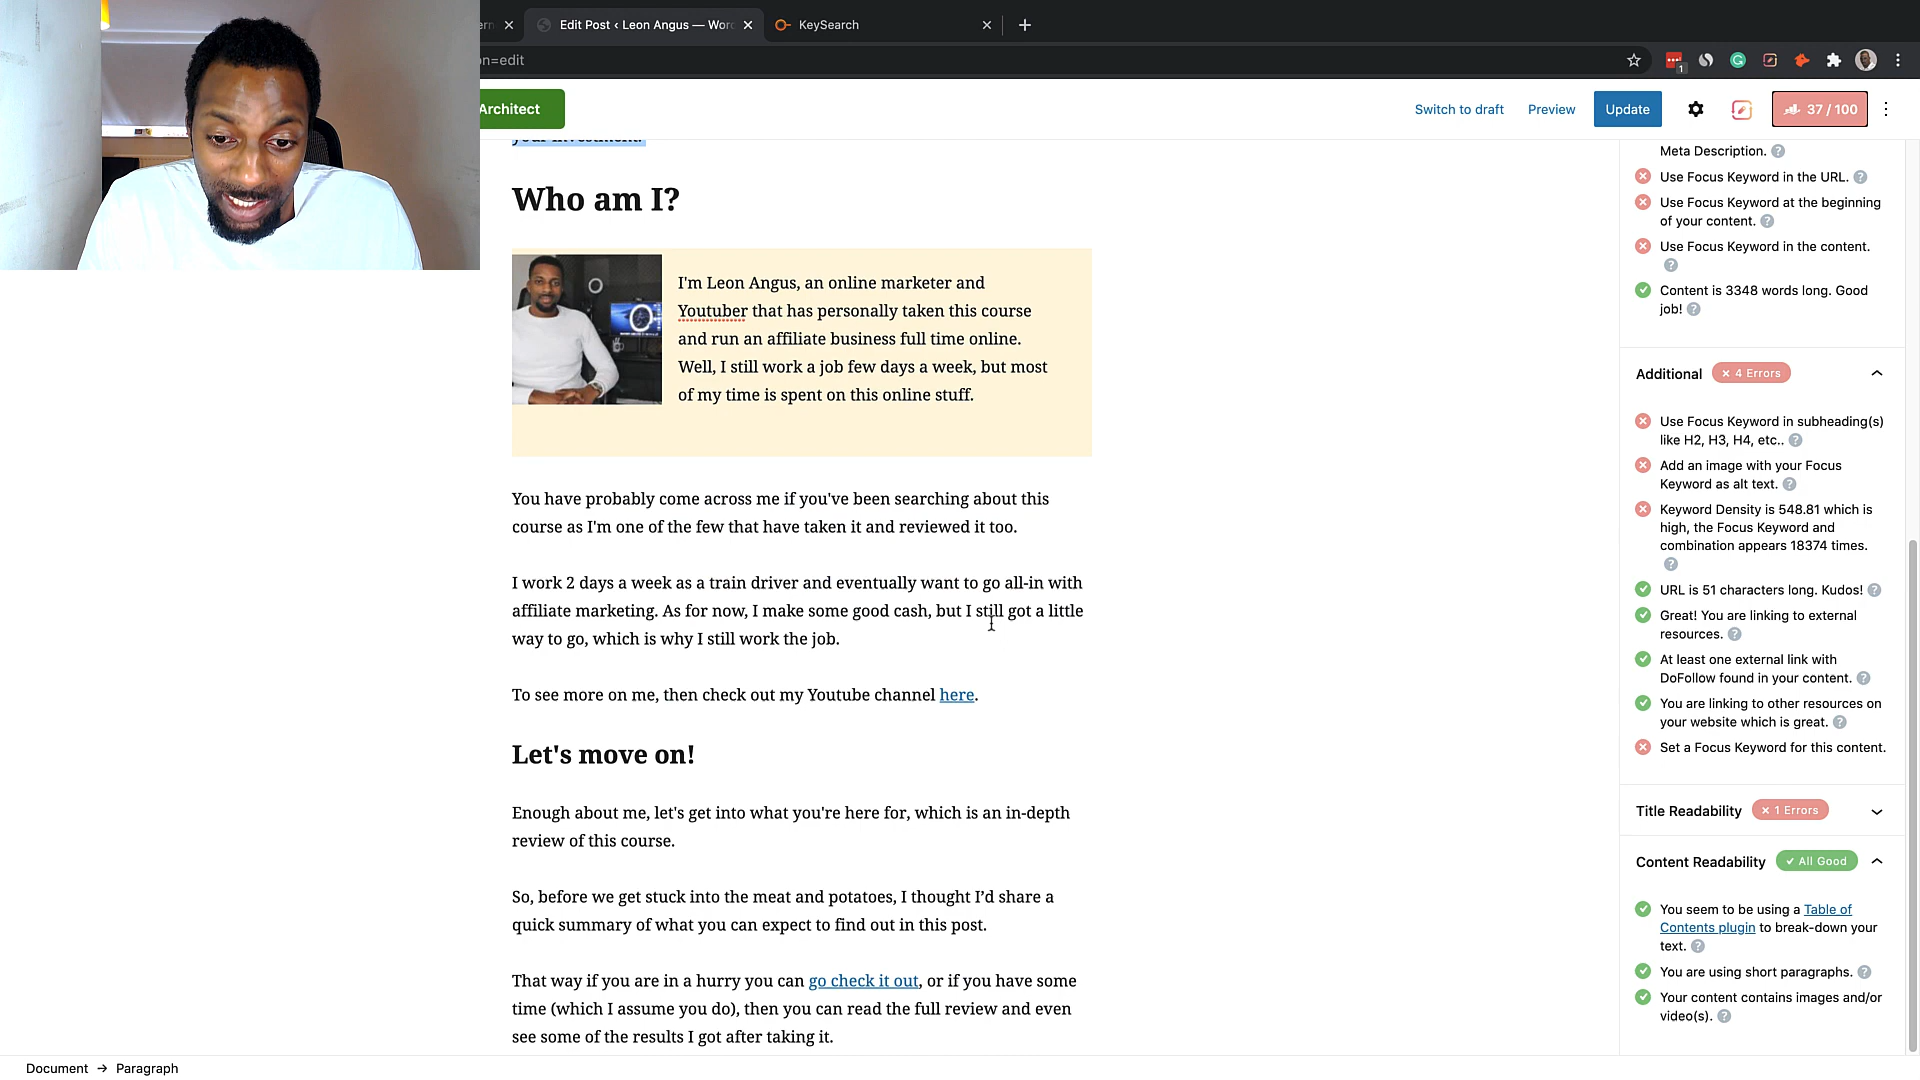 Edit Post ‹ Leon Angus — Word
KeySearch
on=edit
1
Architect
Switch to draft
Preview
Update
37 / 100
your investment.
Who am I?
I'm Leon Angus, an online marketer and
Youtuber that has personally taken this course
and run an affiliate business full time online.
Well, I still work a job few days a week, but most
of my time is spent on this online stuff.
You have probably come across me if you've been searching about this
course as I'm one of the few that have taken it and reviewed it too.
I work 2 days a week as a train driver and eventually want to go all-in with
affiliate marketing. As for now, I make some good cash, but I still got a little
way to go, which is why I still work the job.
To see more on me, then check out my Youtube channel here.
Let's move on!
Enough about me, let's get into what you're here for, which is an in-depth
review of this course.
So, before we get stuck into the meat and potatoes, I thought I’d share a
quick summary of what you can expect to find out in this post.
That way if you are in a hurry you can go check it out, or if you have some
time (which I assume you do), then you can read the full review and even
see some of the results I got after taking it.
Meta Description.
Use Focus Keyword in the URL.
Use Focus Keyword at the beginning
of your content.
Use Focus Keyword in the content.
Content is 3348 words long. Good
job!
Additional
4 Errors
Use Focus Keyword in subheading(s)
like H2, H3, H4, etc..
Add an image with your Focus
Keyword as alt text.
Keyword Density is 548.81 which is
high, the Focus Keyword and
combination appears 18374 times.
URL is 51 characters long. Kudos!
Great! You are linking to external
resources.
At least one external link with
DoFollow found in your content.
You are linking to other resources on
your website which is great.
Set a Focus Keyword for this content.
Title Readability
1 Errors
Content Readability
All Good
You seem to be using a Table of
Contents plugin to break-down your
text.
You are using short paragraphs.
Your content contains images and/or
video(s).
Document → Paragraph